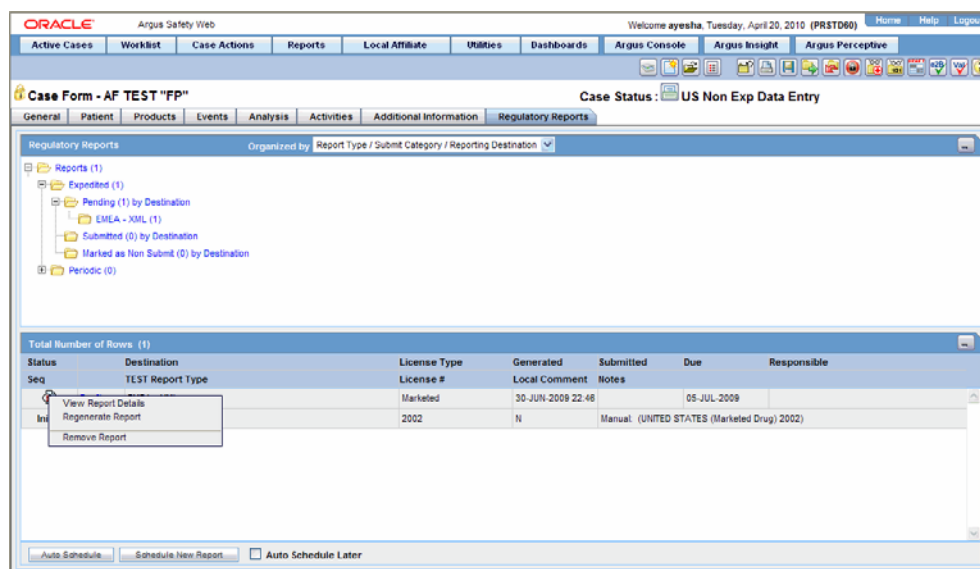 ORACLE Argus Safety Web Welcome ayesha, Tuesday, April 20, 2010 (PR$TD60) Home Help Logou
Active Cases Worklist Case Actions Reports Local Affiliate Utilities Dashboards Argus Console Argus Insight Argus Perceptive
Case Form - AF TEST "FP" Case Status : US Non Exp Data Entry
General Patient Products Events Analysis Activities Additional Information Regulatory Reports
Regulatory Reports Organized by Report Type / Submit Category / Reporting Destination
Reports (1)
Expedited (1)
Pending (1) by Destination
EMEA - XML (1)
Submitted (0) by Destination
Marked as Non Submit (0) by Destination
Periodic (0)
Total Number of Rows (1)
Status Destination License Type Generated Submitted Due Responsible
Seq TEST Report Type License # Local Comment Notes
Marketed 30-JUN-2009 22:46 05-JUL-2009
Ini 2002 N Manual: (UNITED STATES (Marketed Drug) 2002)
View Report Details
Regenerate Report
Remove Report
Auto Schedule Schedule New Report Auto Schedule Later